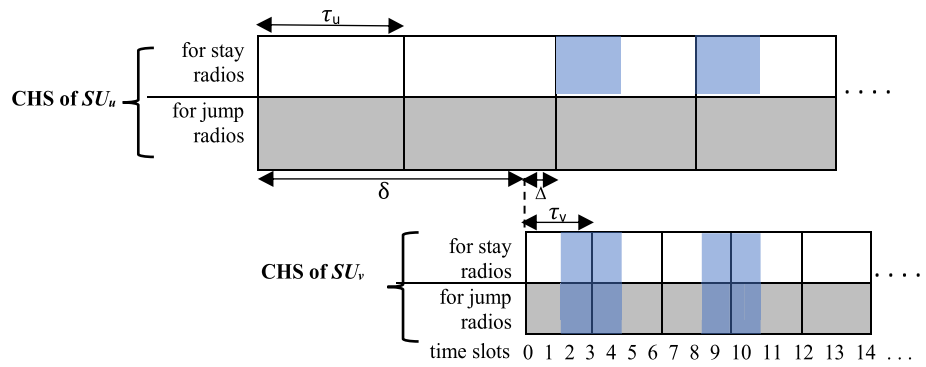 τu
for stay
radios
CHS of SUu
for jump
radios
. . . .
δ
Δ
τv
for stay
radios
CHS of SUv
for jump
radios
. . . .
time slots 0 1 2 3 4 5 6 7 8 9 10 11 12 13 14 . . .